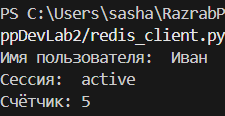 PS C:\Users\sasha\RazrabP
ppDevLab2/redis_client.py
Имя пользователя:  Иван
Сессия:  active
Счётчик: 5